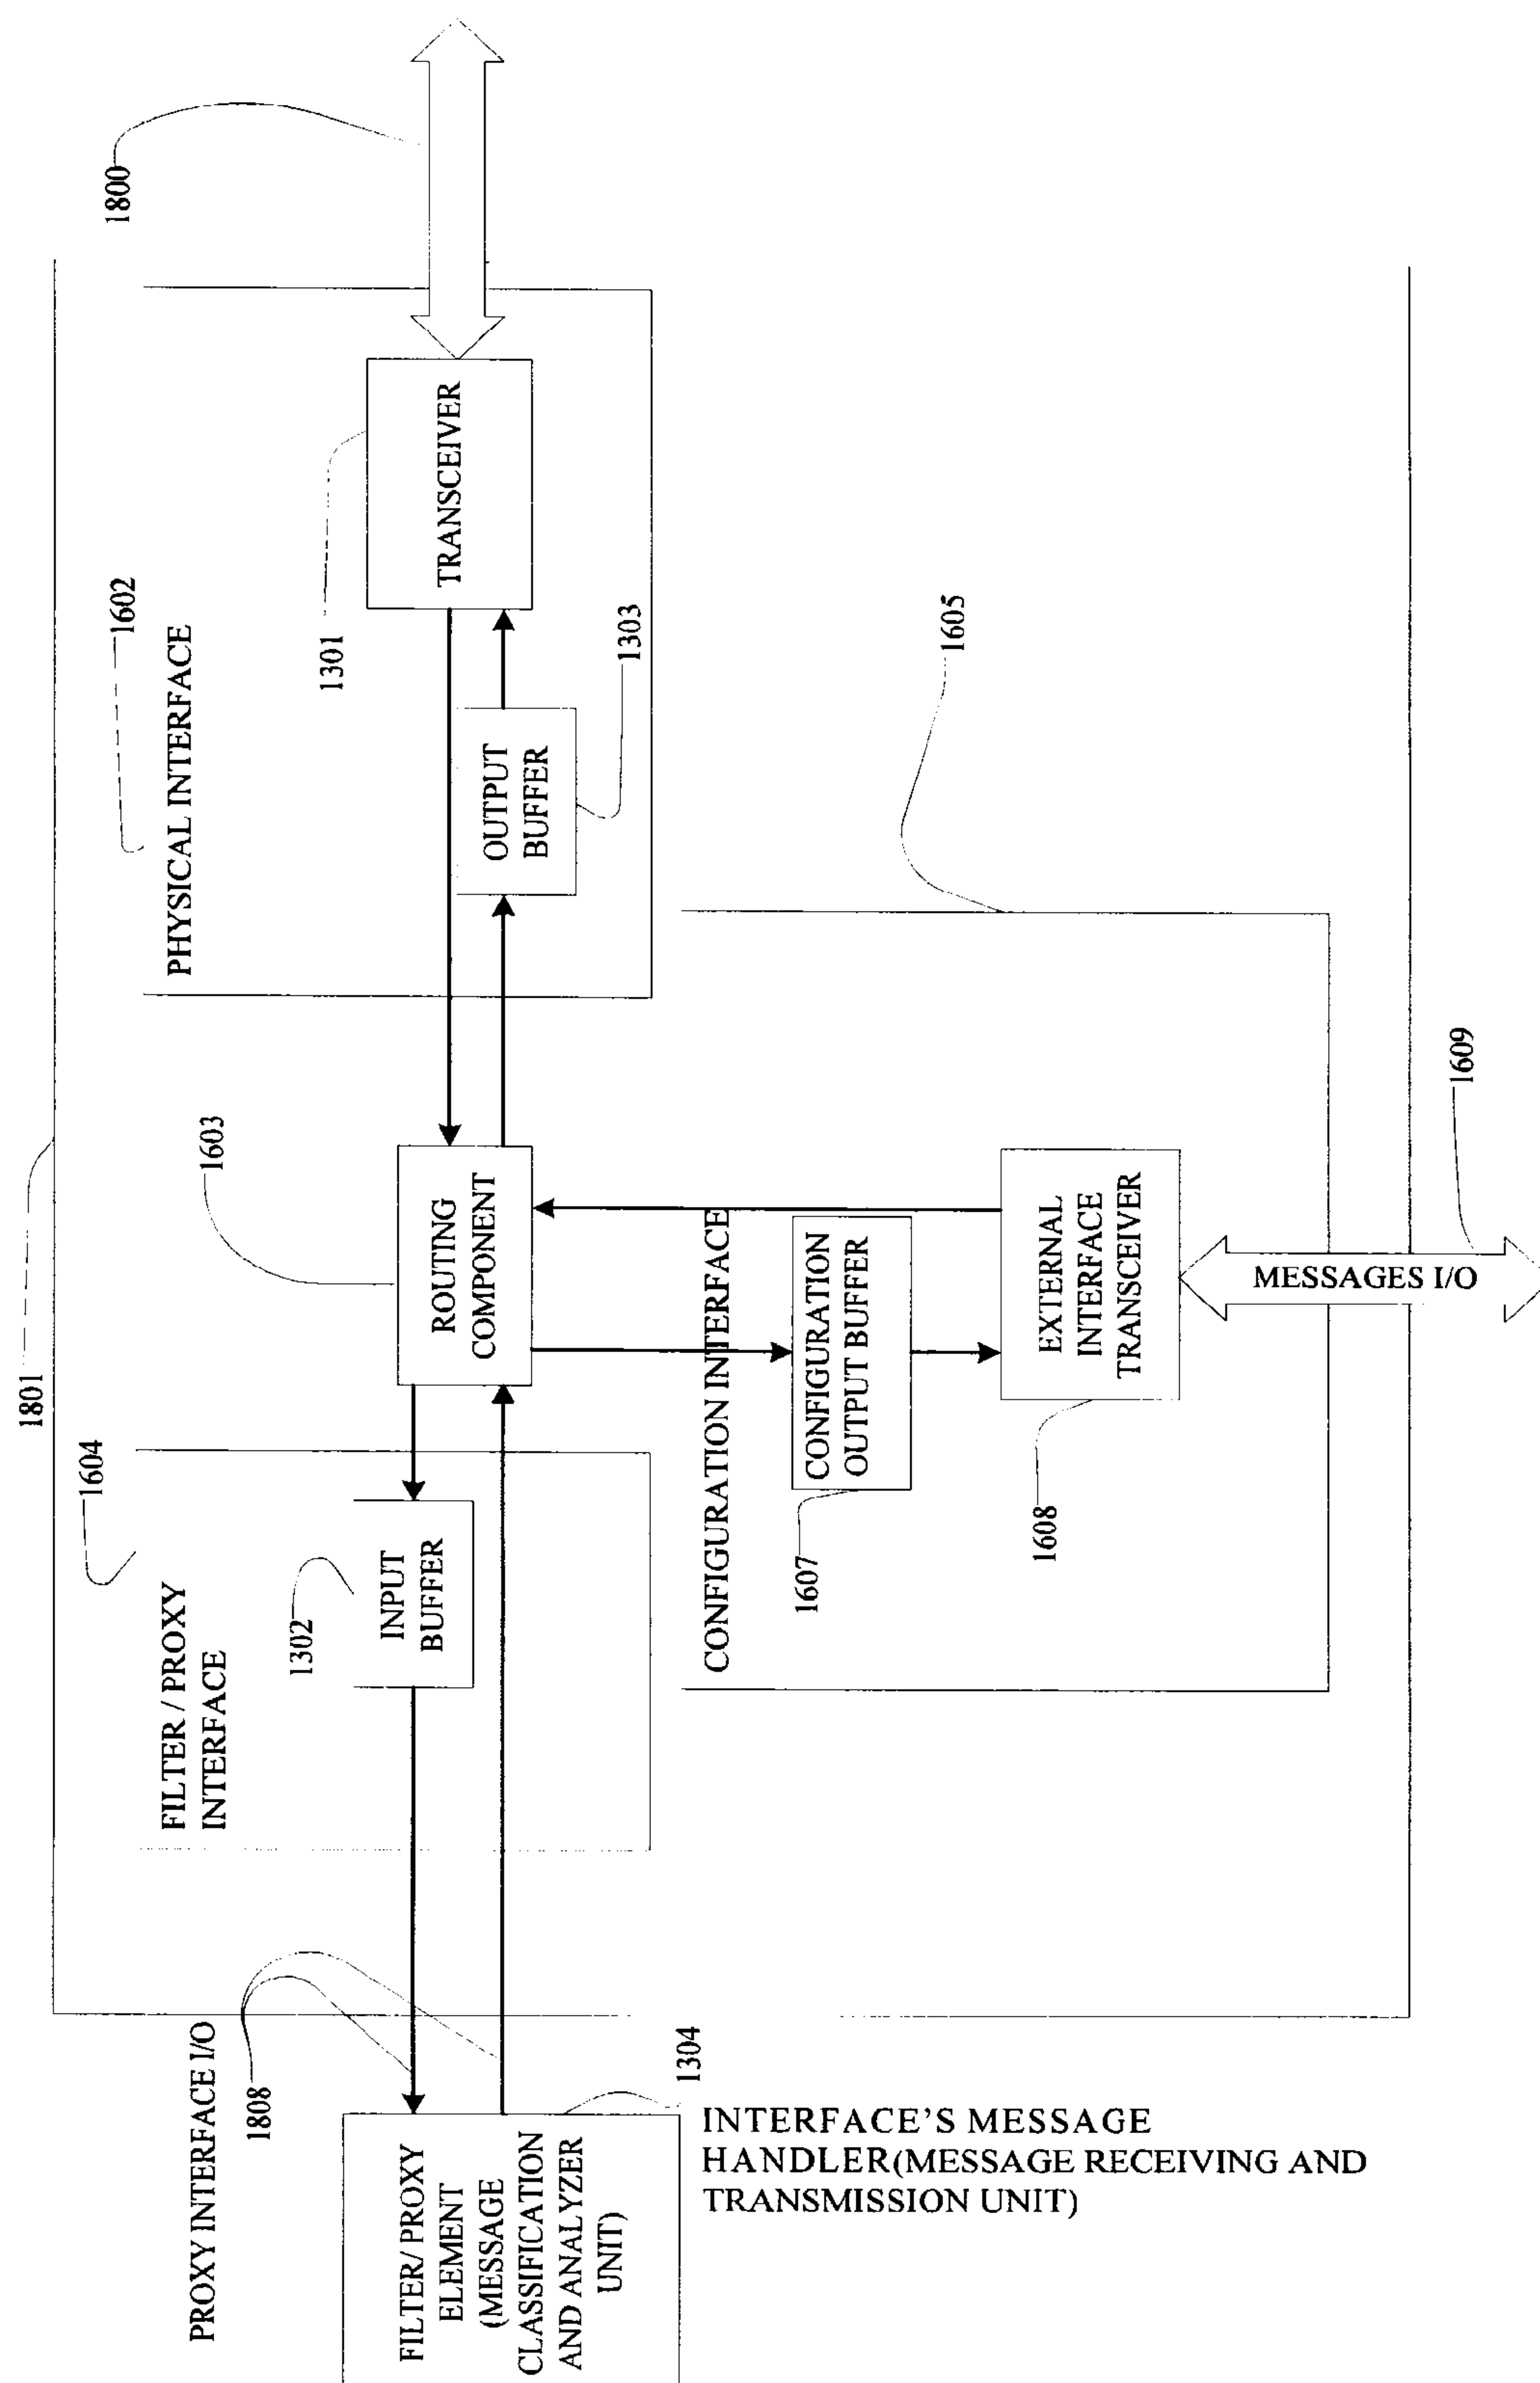 1800
1801
1602
PHYSICAL INTERFACE
1301
TRANSCEIVER
OUTPUT
BUFFER
1303
1603
ROUTING
COMPONENT
1604
FILTER / PROXY
INTERFACE
1302
INPUT
BUFFER
1605
CONFIGURATION INTERFACE
CONFIGURATION
OUTPUT BUFFER
1607
EXTERNAL
INTERFACE
TRANSCEIVER
1608
MESSAGES I/O
1609
PROXY INTERFACE I/O
1808
FILTER/ PROXY
ELEMENT
(MESSAGE
CLASSIFICATION
AND ANALYZER
UNIT)
1304
INTERFACE'S MESSAGE
HANDLER(MESSAGE RECEIVING AND
TRANSMISSION UNIT)